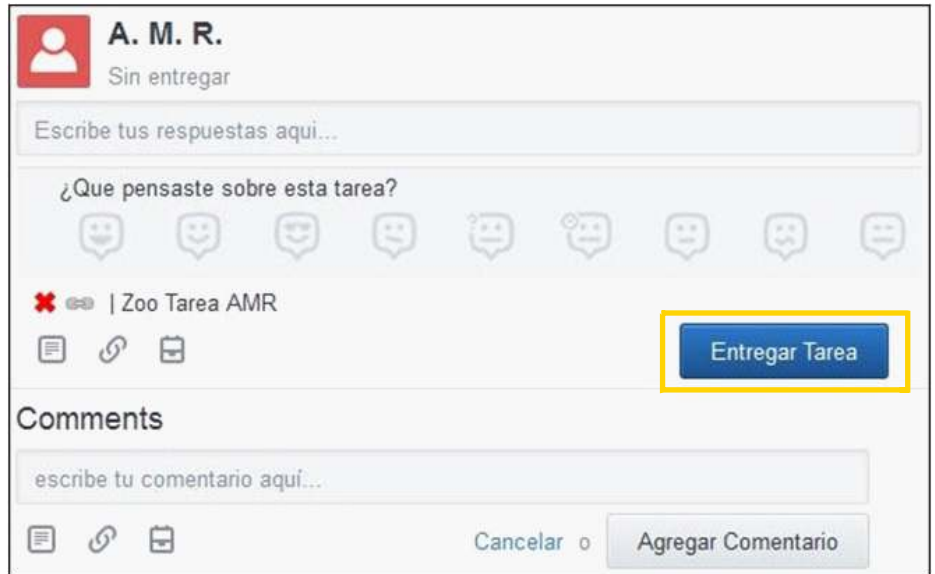 A. M. R.
Sin entregar
Escribe tus respuestas aqui...
¿Que pensaste sobre esta tarea?
| Zoo Tarea AMR
Entregar Tarea
Comments
escribe tu comentario aquí...
Cancelar o Agregar Comentario